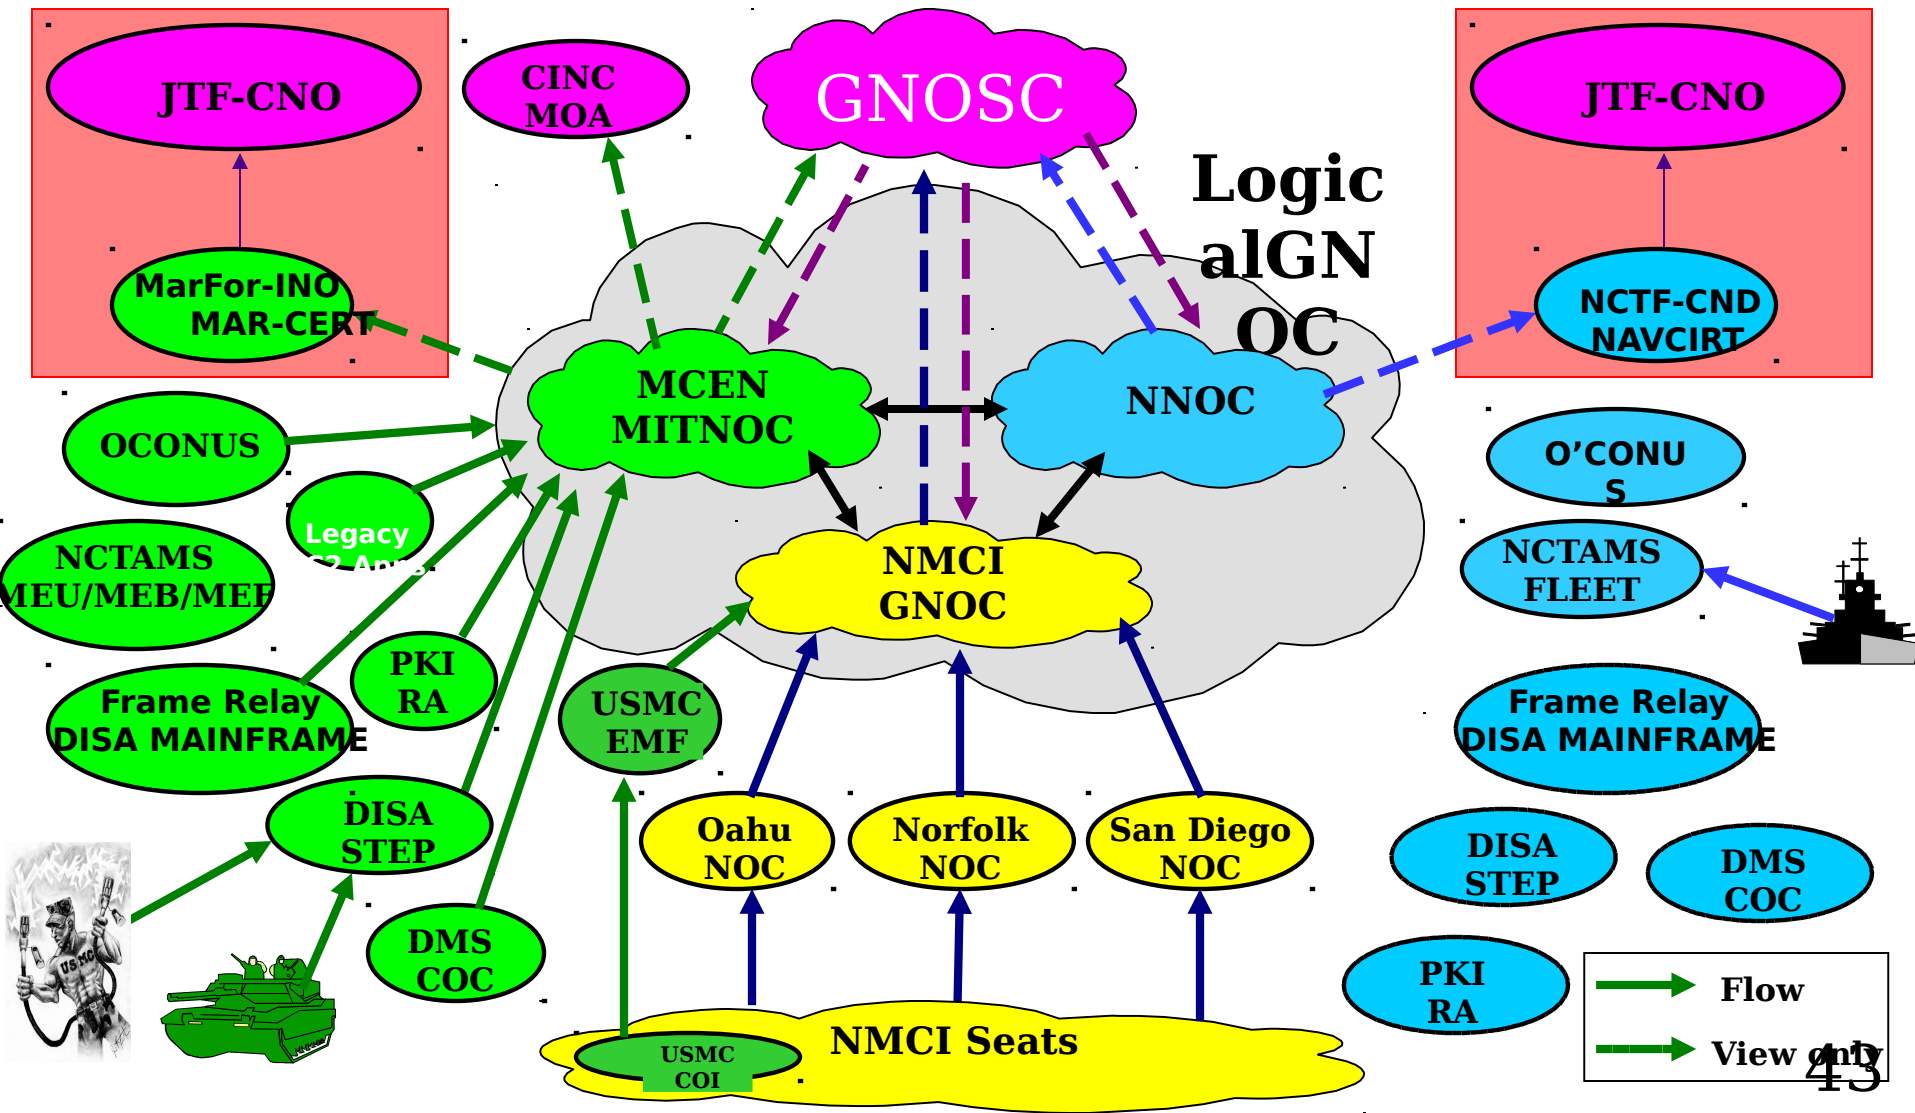 JTF-CNO
CINC
MOA
GNOSC
JTF-CNO
Logic
alGN
OC
MarFor-INO
MAR-CERT
NCTF-CND
NAVCIRT
MCEN
MITNOC
NNOC
OCONUS
O’CONU
S
Legacy
C2 Apps
NCTAMS
MEU/MEB/MEF
NMCI
GNOC
NCTAMS
FLEET
PKI
RA
Frame Relay
DISA MAINFRAME
USMC
EMF
Frame Relay
DISA MAINFRAME
DISA
STEP
Oahu
NOC
Norfolk
NOC
San Diego
NOC
DISA
STEP
DMS
COC
USMC
DMS
COC
PKI
RA
Flow
NMCI Seats
USMC
COI
View only
43